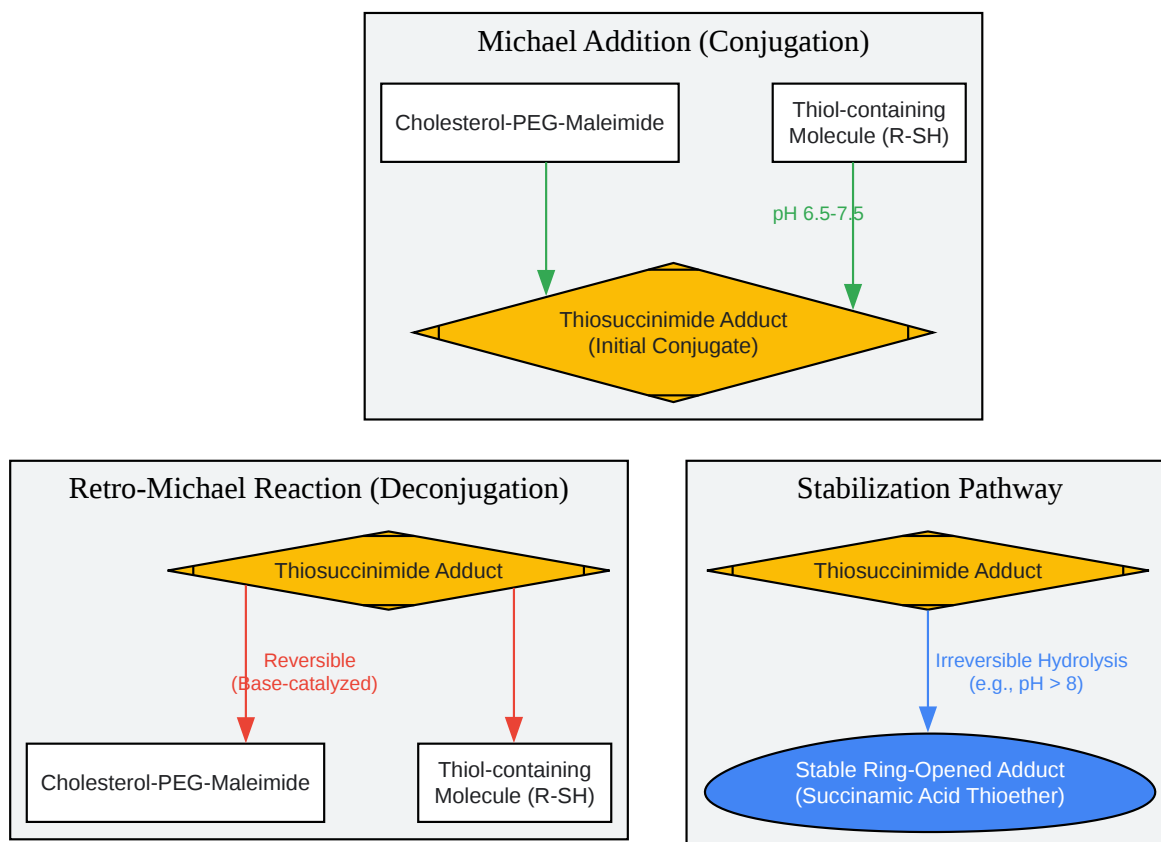 Michael Addition (Conjugation)
Cholesterol-PEG-Maleimide
Thiol-containing
Molecule (R-SH)
pH 6.5-7.5
Thiosuccinimide Adduct
(Initial Conjugate)
Retro-Michael Reaction (Deconjugation)
Thiosuccinimide Adduct
Reversible
(Base-catalyzed)
Cholesterol-PEG-Maleimide
Thiol-containing
Molecule (R-SH)
Stabilization Pathway
Thiosuccinimide Adduct
Irreversible Hydrolysis
(e.g., pH > 8)
Stable Ring-Opened Adduct
(Succinamic Acid Thioether)